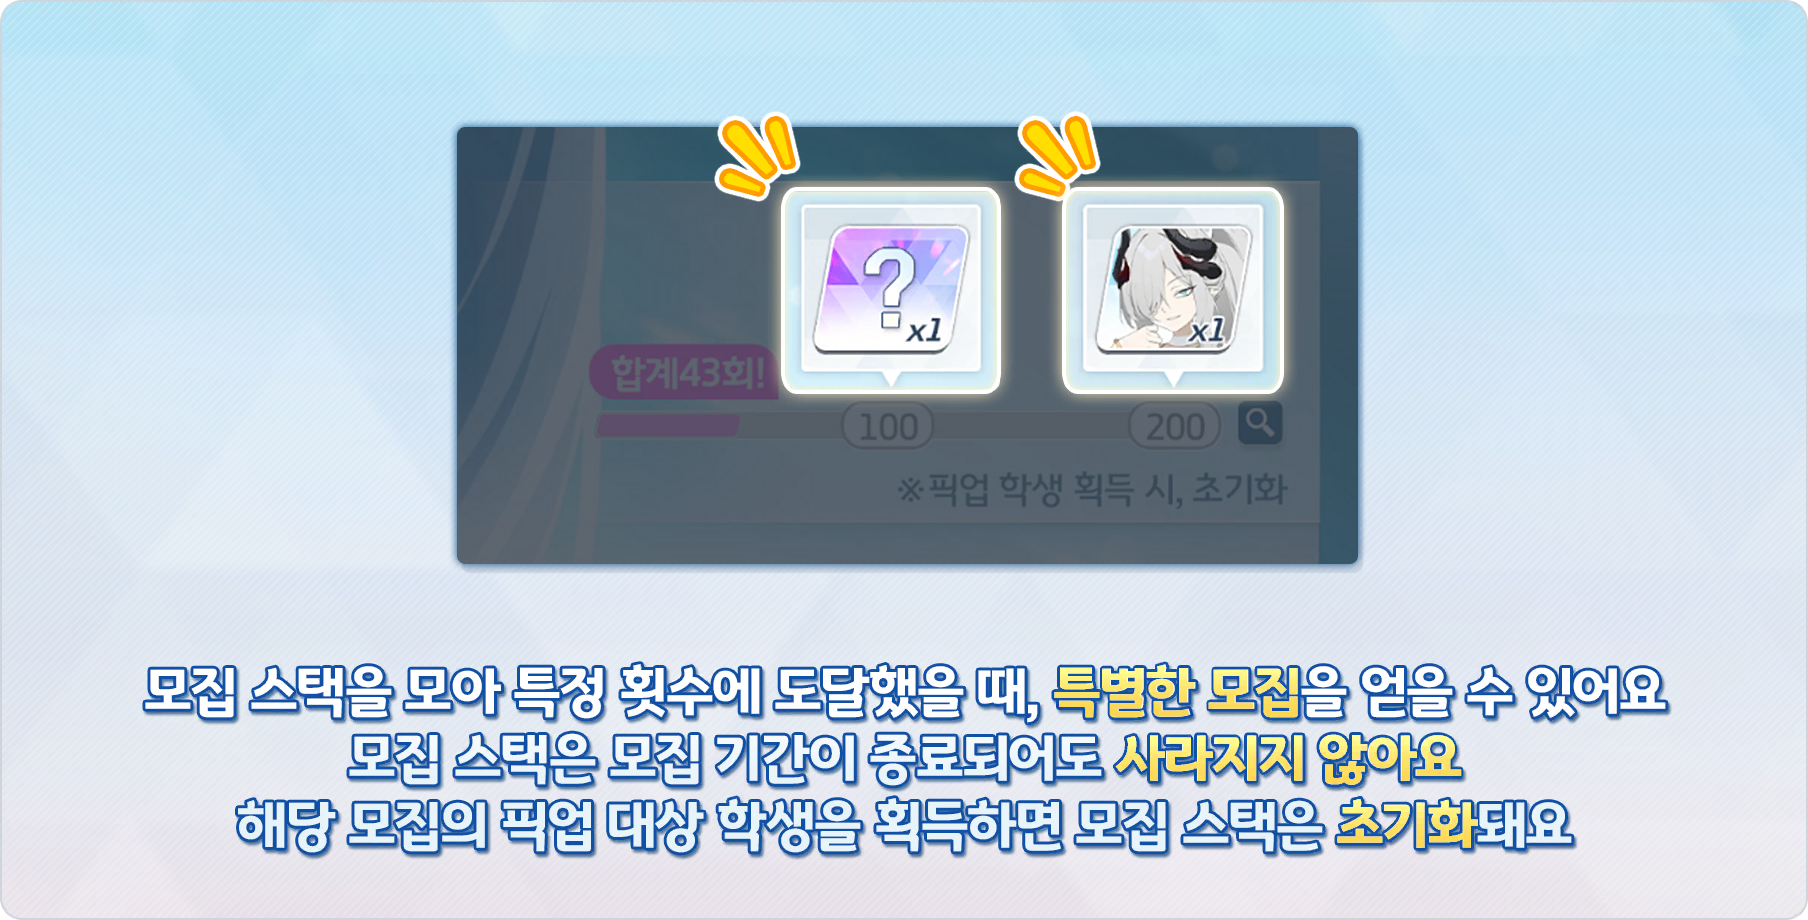 ?
x1
x1
합계43회!
100
200
※픽업 학생 획득 시, 초기화
모집 스택을 모아 특정 횟수에 도달했을 때, 특별한 모집을 얻을 수 있어요
모집 스택은 모집 기간이 종료되어도 사라지지 않아요
해당 모집의 픽업 대상 학생을 획득하면 모집 스택은 초기화돼요